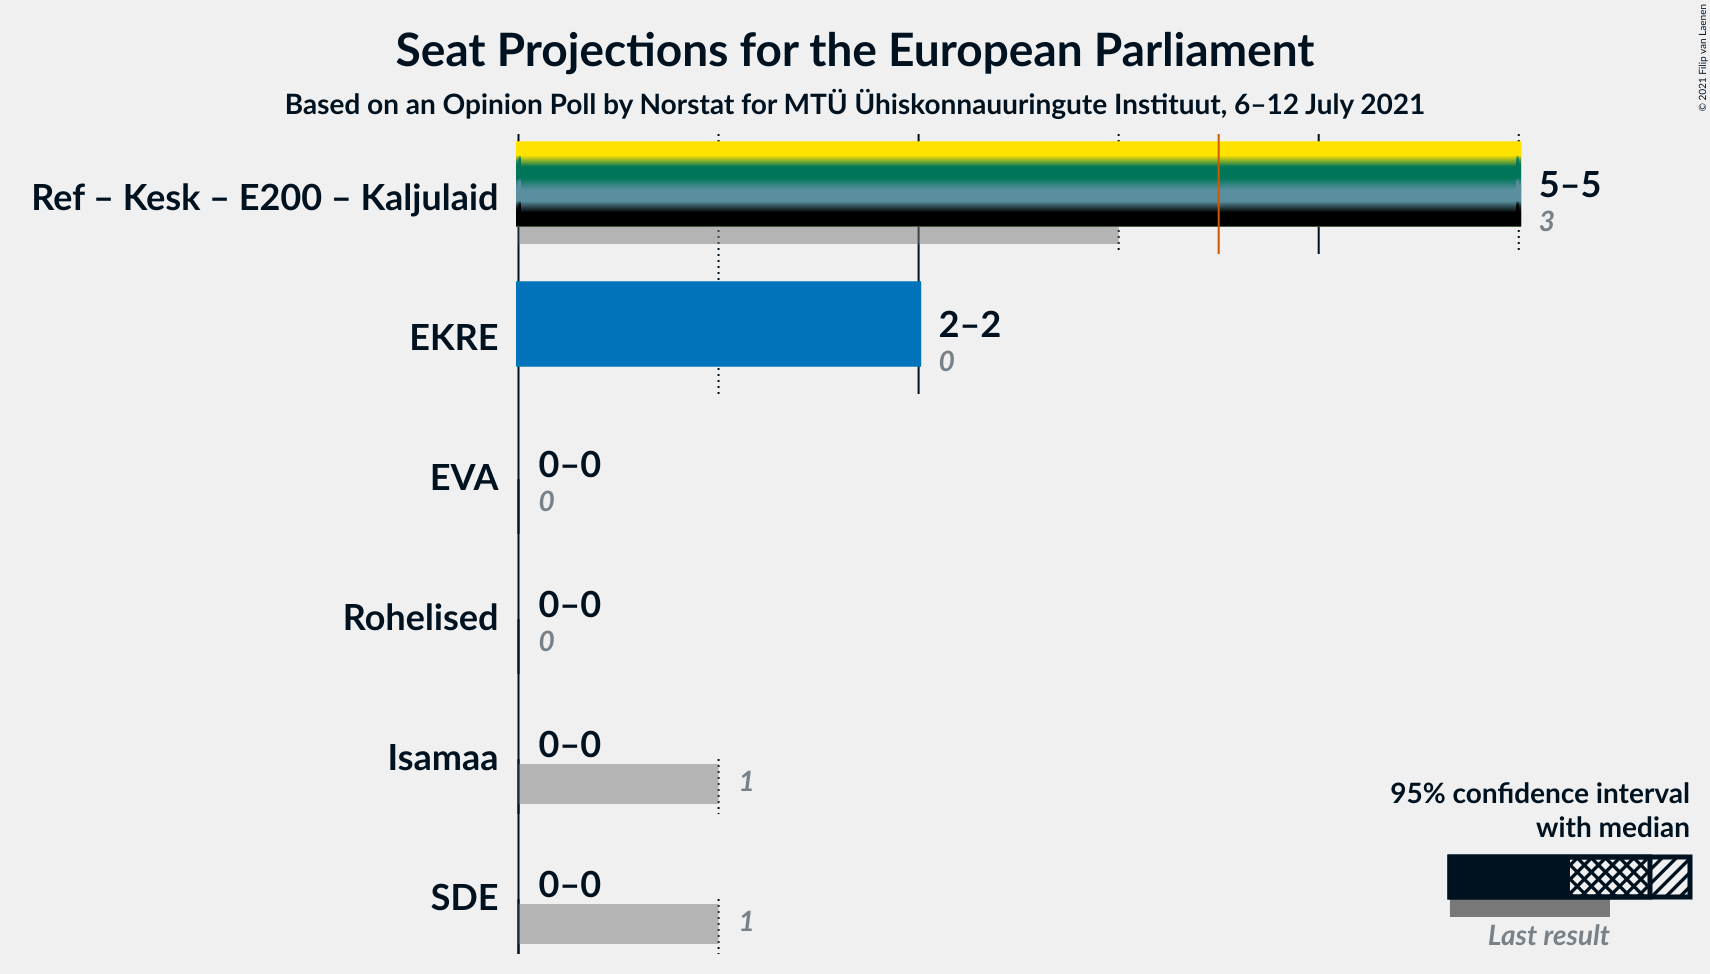 Seat Projections for the European Parliament
Based on an Opinion Poll by Norstat for MTÜ Ühiskonnauuringute Instituut, 6–12 July 2021
© 2021 Filip van Laenen
Ref – Kesk – E200 – Kaljulaid
5–5
3
EKRE
2–2
0
EVA
0–0
0
Rohelised
0–0
0
Isamaa
0–0
1
SDE
0–0
1
95% confidence interval
with median
Last result